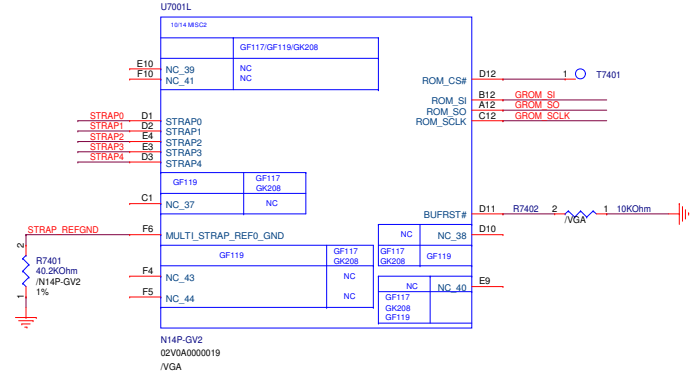 U7001L
10/14 MISC2
GF117/GF119/GK208
E10 NC_39 NC
F10 NC_41 NC
ROM_CS# D12 1 T7401
ROM_SI B12 GROM_SI
ROM_SO A12 GROM_SO
ROM_SCLK C12 GROM_SCLK
STRAP0 D1 STRAP0
STRAP1 D2 STRAP1
STRAP2 E4 STRAP2
STRAP3 E3 STRAP3
STRAP4 D3 STRAP4
GF119 GF117
GK208
C1 NC_37 NC
BUFRST# D11 R7402 2 1 10KOhm
/VGA
STRAP_REFGND F6 MULTI_STRAP_REF0_GND
NC NC_38 D10
GF119 GF117
GK208
GF117
GK208 GF119
2
R7401
40.2KOhm
/N14P-GV2
1%
1
F4 NC_43 NC
F5 NC_44 NC
NC NC_40 E9
GF117
GK208
GF119
N14P-GV2
02V0A0000019
/VGA